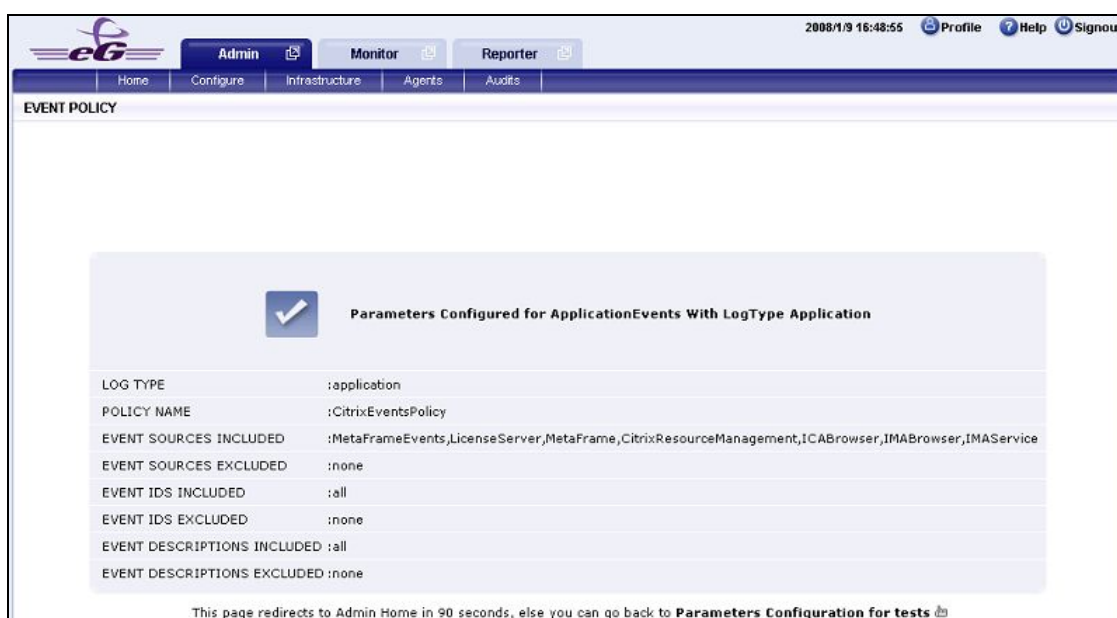 2008/1/9 16:48:55 Profile Help Signou
eG Admin Monitor Reporter
Home Configure Infrastructure Agents Audits
EVENT POLICY
Parameters Configured for ApplicationEvents With LogType Application
LOG TYPE :application
POLICY NAME :CitrixEventsPolicy
EVENT SOURCES INCLUDED :MetaFrameEvents,LicenseServer,MetaFrame,CitrixResourceManagement,ICABrowser,IMABrowser,IMAService
EVENT SOURCES EXCLUDED :none
EVENT IDS INCLUDED :all
EVENT IDS EXCLUDED :none
EVENT DESCRIPTIONS INCLUDED :all
EVENT DESCRIPTIONS EXCLUDED :none
This page redirects to Admin Home in 90 seconds, else you can go back to Parameters Configuration for tests